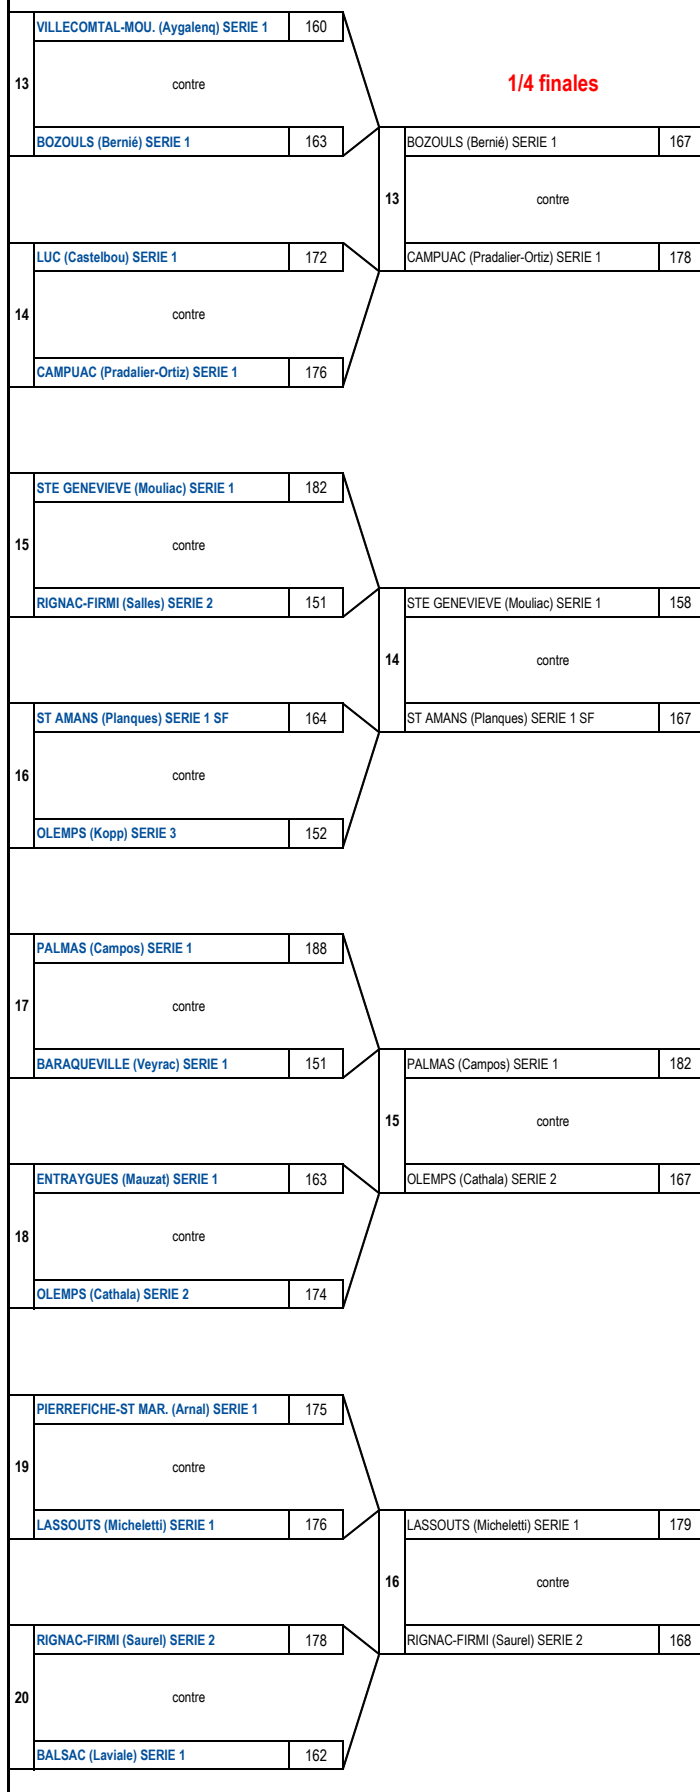 VILLECOMTAL-MOU. (Aygalenq) SERIE 1 160
13 contre
1/4 finales
BOZOULS (Bernié) SERIE 1 163
BOZOULS (Bernié) SERIE 1 167
13 contre
LUC (Castelbou) SERIE 1 172
CAMPUAC (Pradalier-Ortiz) SERIE 1 178
14 contre
CAMPUAC (Pradalier-Ortiz) SERIE 1 176
STE GENEVIEVE (Mouliac) SERIE 1 182
15 contre
RIGNAC-FIRMI (Salles) SERIE 2 151
STE GENEVIEVE (Mouliac) SERIE 1 158
14 contre
ST AMANS (Planques) SERIE 1 SF 164
ST AMANS (Planques) SERIE 1 SF 167
16 contre
OLEMPS (Kopp) SERIE 3 152
PALMAS (Campos) SERIE 1 188
17 contre
BARAQUEVILLE (Veyrac) SERIE 1 151
PALMAS (Campos) SERIE 1 182
15 contre
ENTRAYGUES (Mauzat) SERIE 1 163
OLEMPS (Cathala) SERIE 2 167
18 contre
OLEMPS (Cathala) SERIE 2 174
PIERREFICHE-ST MAR. (Arnal) SERIE 1 175
19 contre
LASSOUTS (Micheletti) SERIE 1 176
LASSOUTS (Micheletti) SERIE 1 179
16 contre
RIGNAC-FIRMI (Saurel) SERIE 2 178
RIGNAC-FIRMI (Saurel) SERIE 2 168
20 contre
BALSAC (Laviale) SERIE 1 162